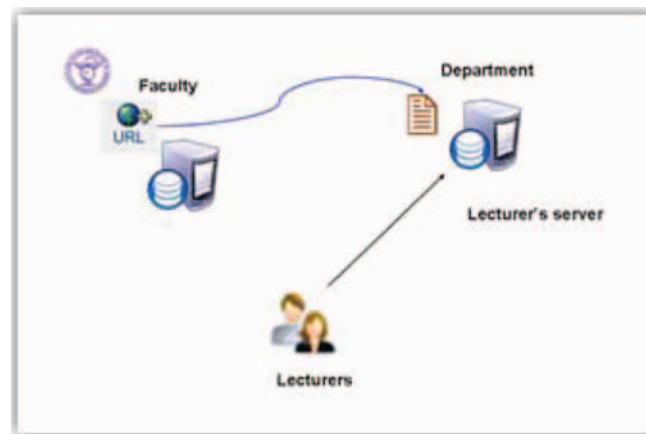 Faculty
Department
URL
Lecturer's server
Lecturers